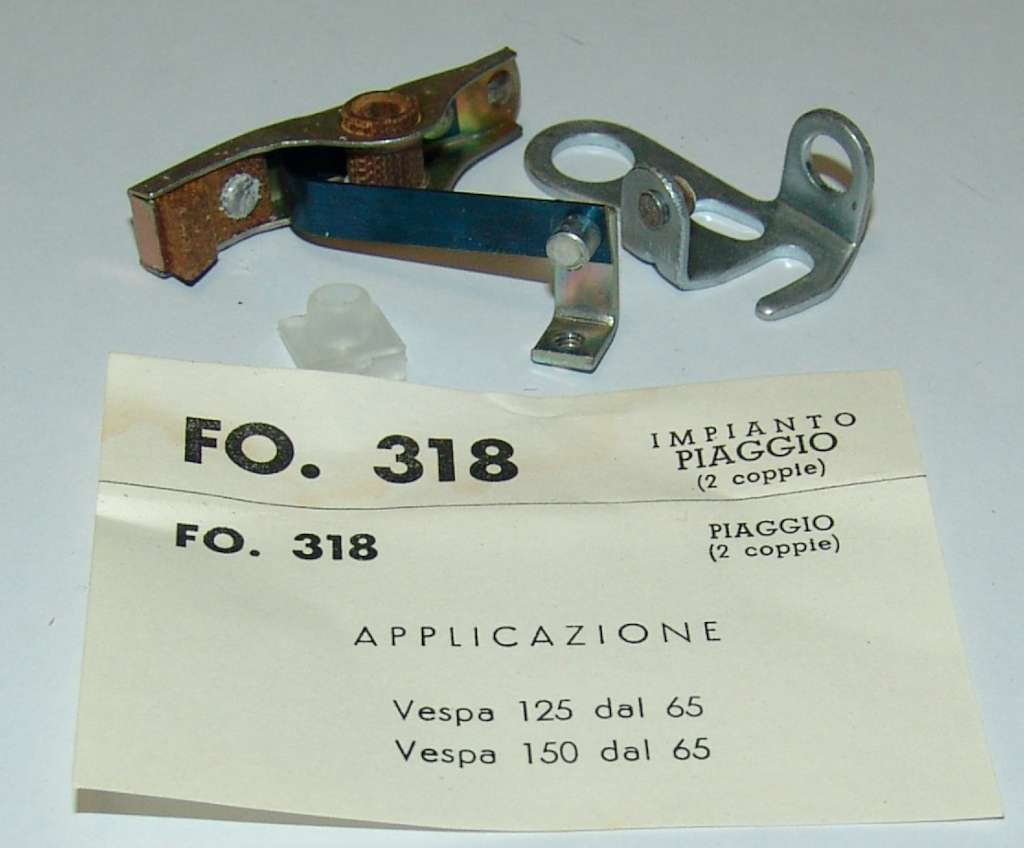 FO. 318
IMPIANTO
PIAGGIO
(2 coppie)
FO. 318
PIAGGIO
(2 coppie)
APPLICAZIONE
Vespa 125 dal 65
Vespa 150 dal 65